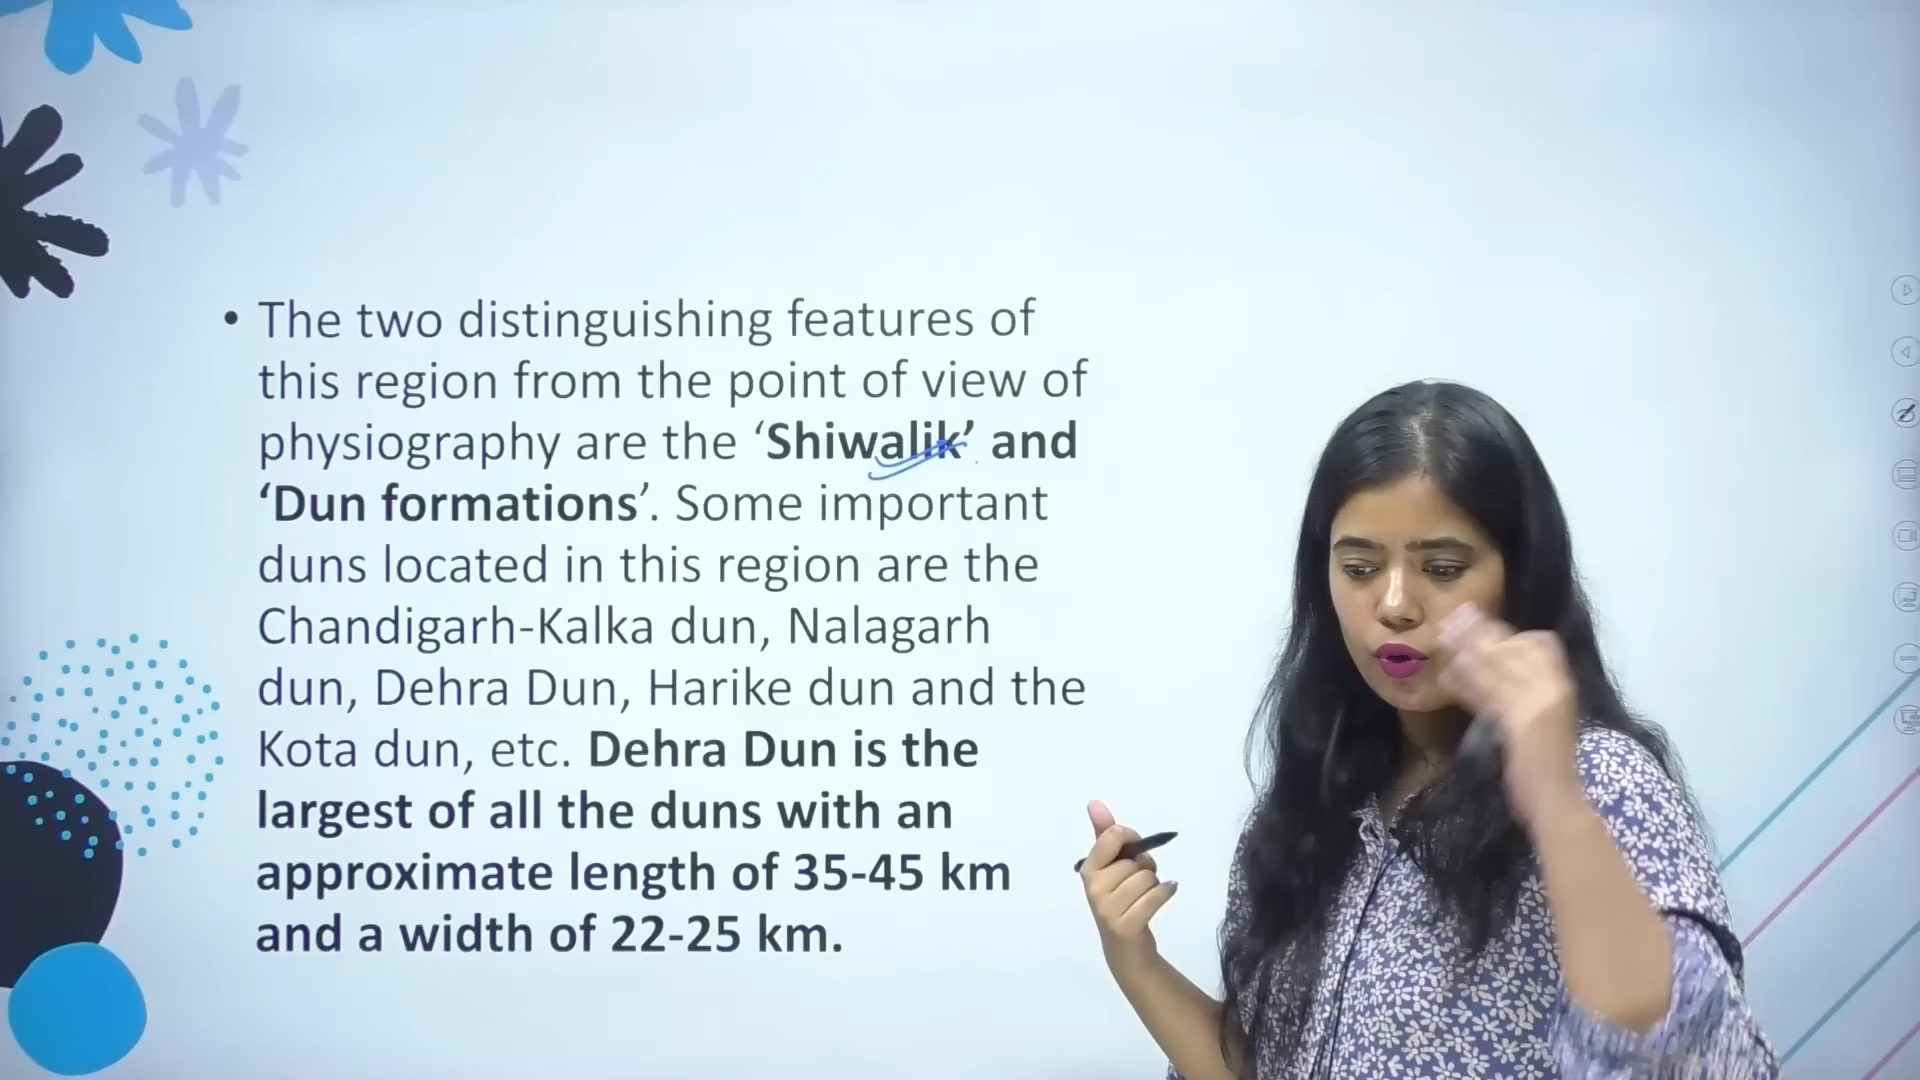 • The two distinguishing features of
this region from the point of view of
physiography are the ‘Shiwalik’ and
‘Dun formations’. Some important
duns located in this region are the
Chandigarh-Kalka dun, Nalagarh
dun, Dehra Dun, Harike dun and the
Kota dun, etc. Dehra Dun is the
largest of all the duns with an
approximate length of 35-45 km
and a width of 22-25 km.